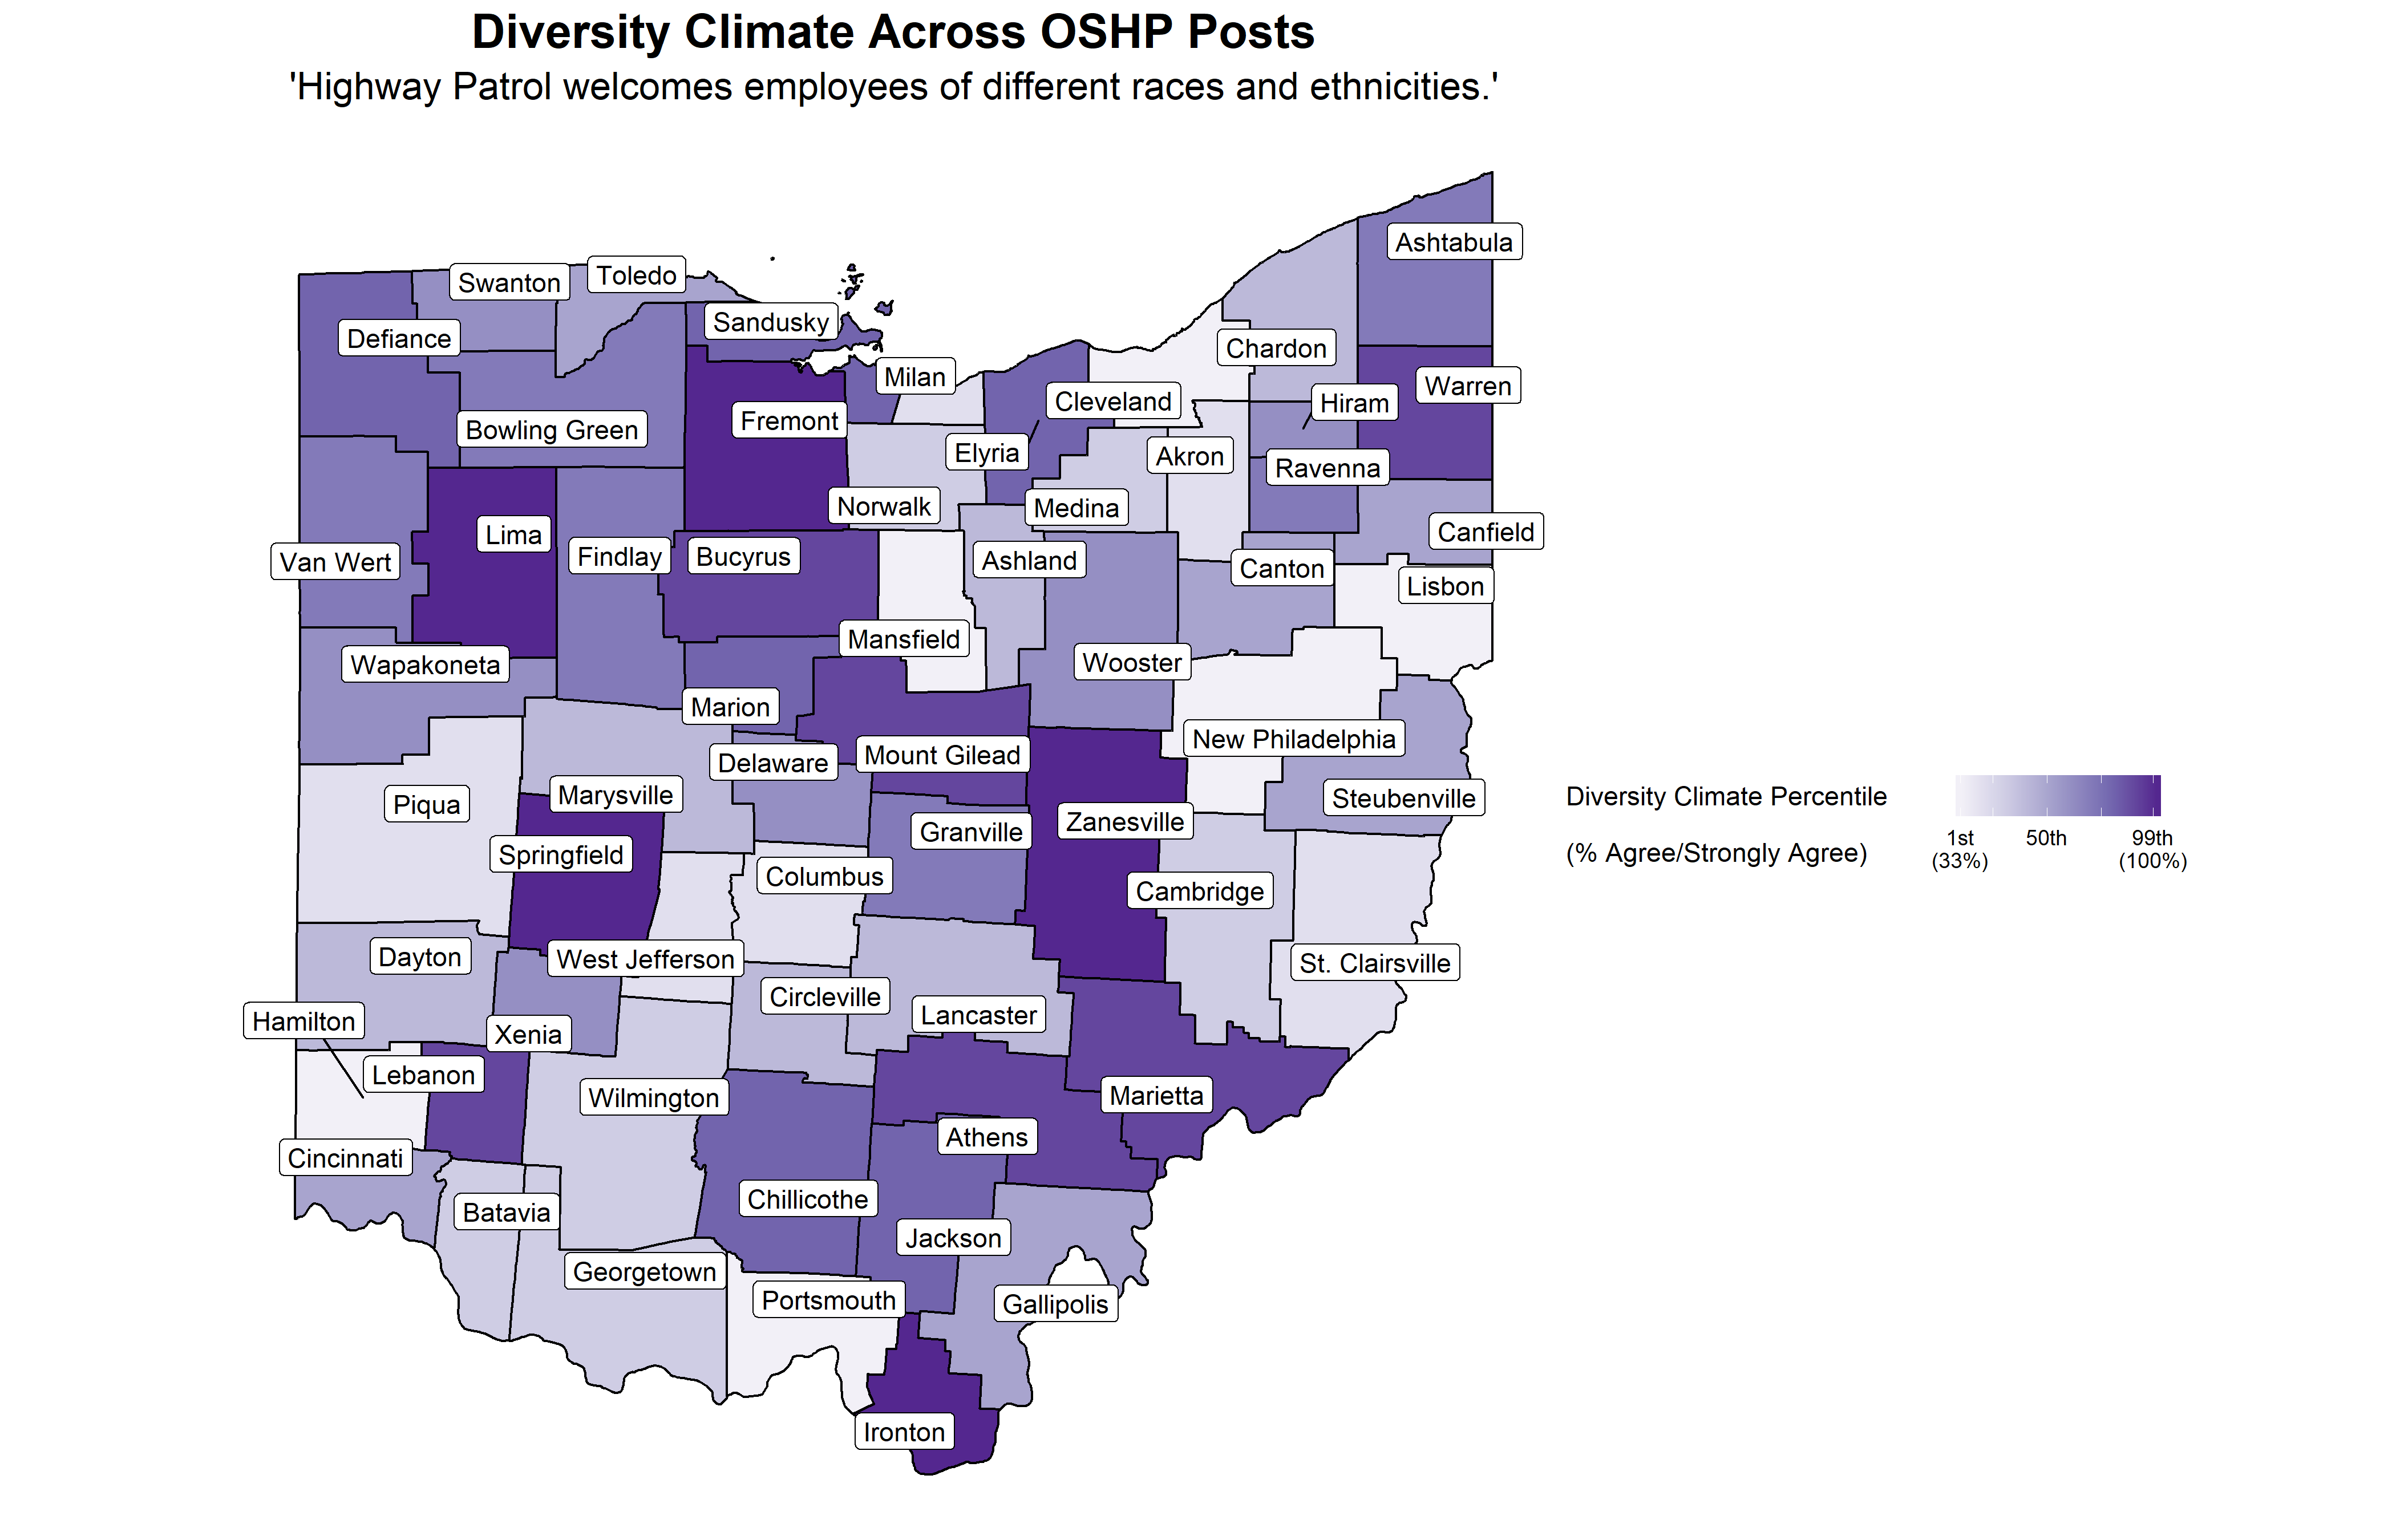 Diversity Climate Across OSHP Posts
'Highway Patrol welcomes employees of different races and ethnicities.'
Ashtabula
Swanton
Toledo
Sandusky
Defiance
Chardon
Milan
Warren
Cleveland
Hiram
Fremont
Bowling Green
Elyria
Akron
Ravenna
Norwalk
Medina
Lima
Canfield
Van Wert
Findlay
Bucyrus
Ashland
Canton
Lisbon
Mansfield
Wapakoneta
Wooster
Marion
New Philadelphia
Delaware
Mount Gilead
Piqua
Marysville
Steubenville
Springfield
Granville
Zanesville
Columbus
Cambridge
Dayton
West Jefferson
St. Clairsville
Circleville
Hamilton
Lancaster
Xenia
Lebanon
Wilmington
Marietta
Athens
Cincinnati
Chillicothe
Batavia
Jackson
Georgetown
Portsmouth
Gallipolis
Ironton
Diversity Climate Percentile
(% Agree/Strongly Agree)
1st 50th 99th
(33%) (100%)